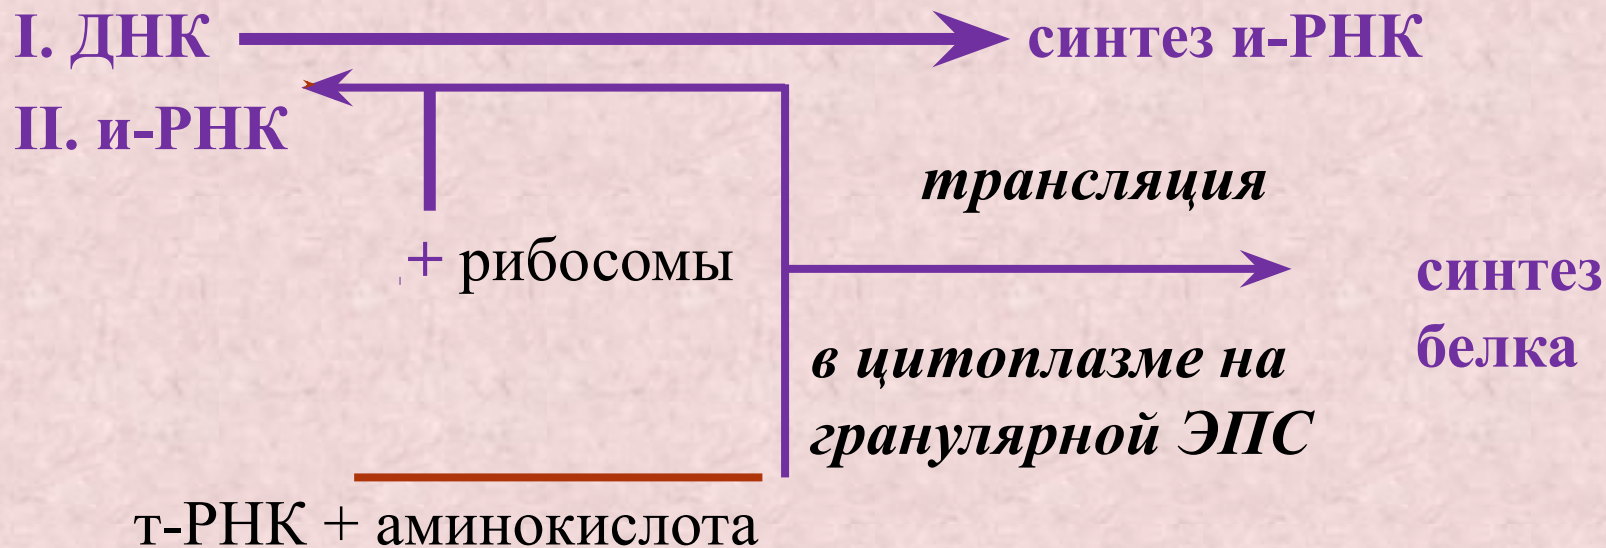 I. ДНК
синтез и-РНК
II. и-РНК
трансляция
+ рибосомы
синтез
белка
в цитоплазме на
гранулярной ЭПС
т-РНК + аминокислота